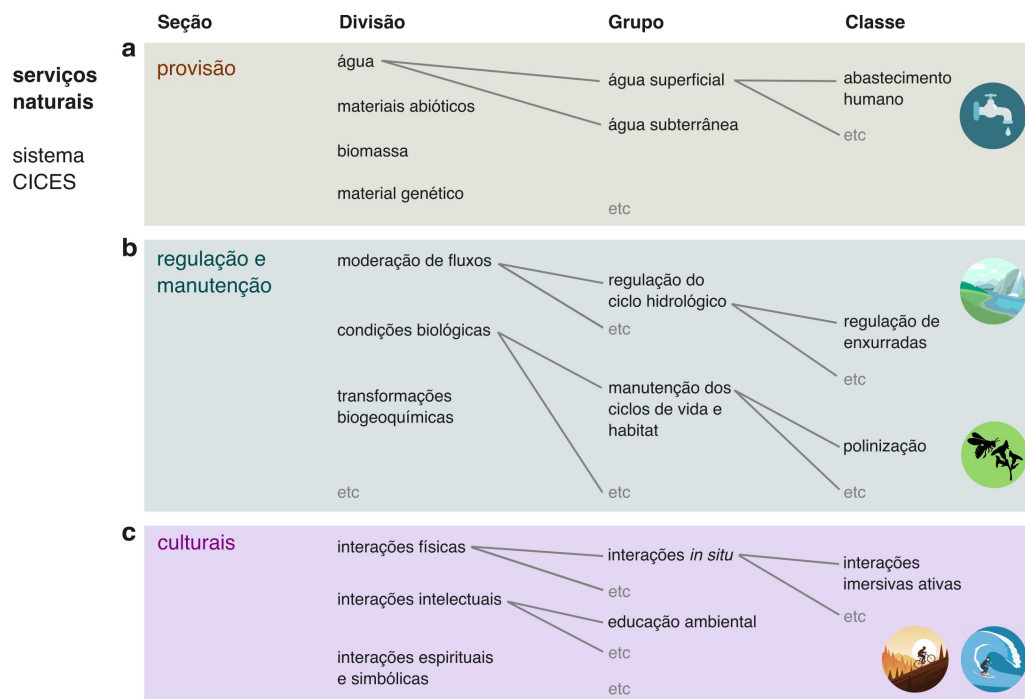 Seção Divisão Grupo Classe
serviços
naturais
sistema
CICES
a
provisão
água
materiais abióticos
biomassa
material genético
água superficial
água subterrânea
etc
abastecimento
humano
etc
b
regulação e
manutenção
moderação de fluxos
condições biológicas
transformações
biogeoquímicas
etc
regulação do
ciclo hidrológico
etc
manutenção dos
ciclos de vida e
habitat
etc
regulação de
enxurradas
etc
polinização
etc
c
culturais
interações físicas
interações intelectuais
interações espirituais
e simbólicas
interações in situ
etc
educação ambiental
etc
etc
interações
imersivas ativas
etc